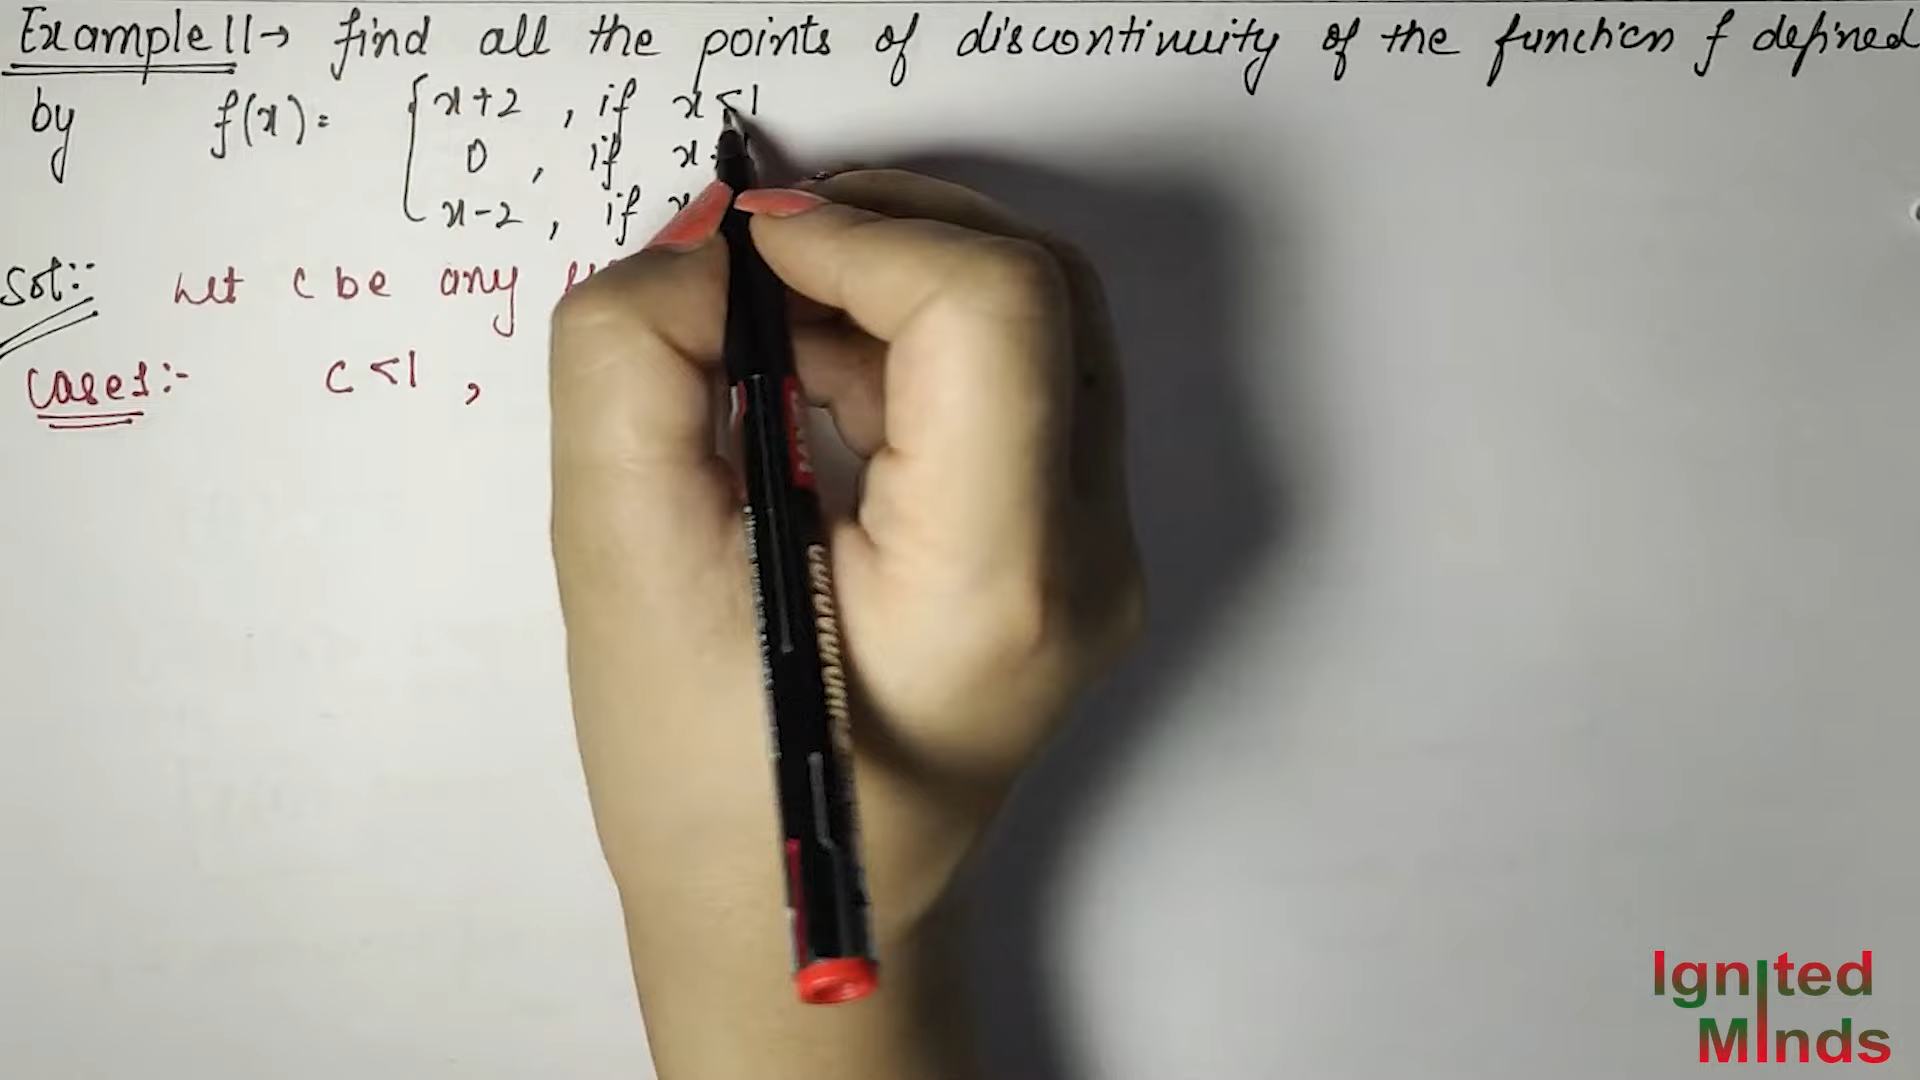 Example 11→ find all the points of discontinuity of the function f defined
by f(x)= { x+2 , if x<1
0 , if x
x-2 , if x
Sol:- Let c be any
Case1:- c<1 ,
Ignited
Minds